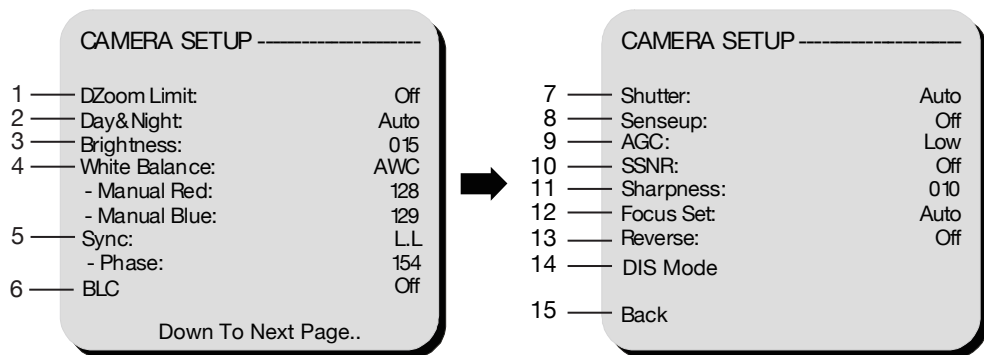 CAMERA SETUP --------------------
1 DZoom Limit: Off
2 Day&Night: Auto
3 Brightness: 015
4 White Balance: AWC
- Manual Red: 128
- Manual Blue: 129
5 Sync: L.L
- Phase: 154
6 BLC Off
Down To Next Page..
CAMERA SETUP --------------------
7 Shutter: Auto
8 Senseup: Off
9 AGC: Low
10 SSNR: Off
11 Sharpness: 010
12 Focus Set: Auto
13 Reverse: Off
14 DIS Mode
15 Back